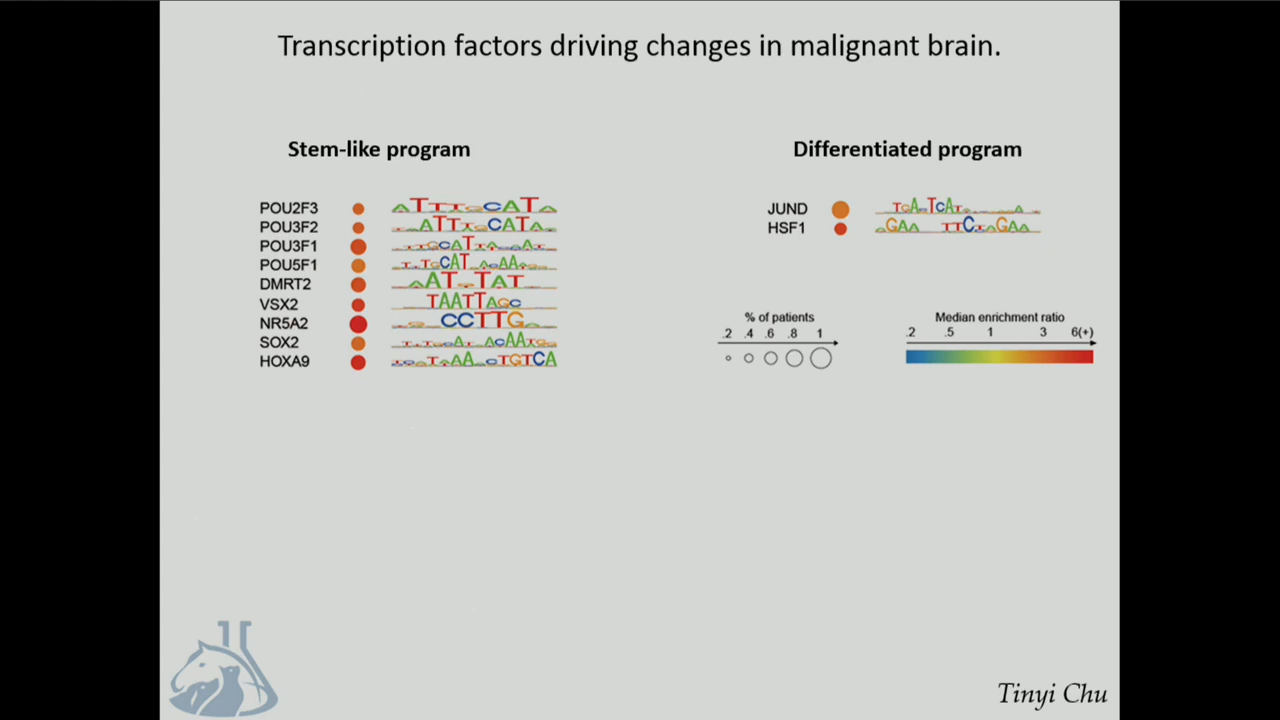 Transcription factors driving changes in malignant brain.
Stem-like program
POU2F3
POU3F2
POU3F1
POU5F1
DMRT2
VSX2
NR5A2
SOX2
HOXA9
Differentiated program
JUND
HSF1
% of patients
.2 .4 .6 .8 1
Median enrichment ratio
.2 .5 1 3 6(+)
Tinyi Chu